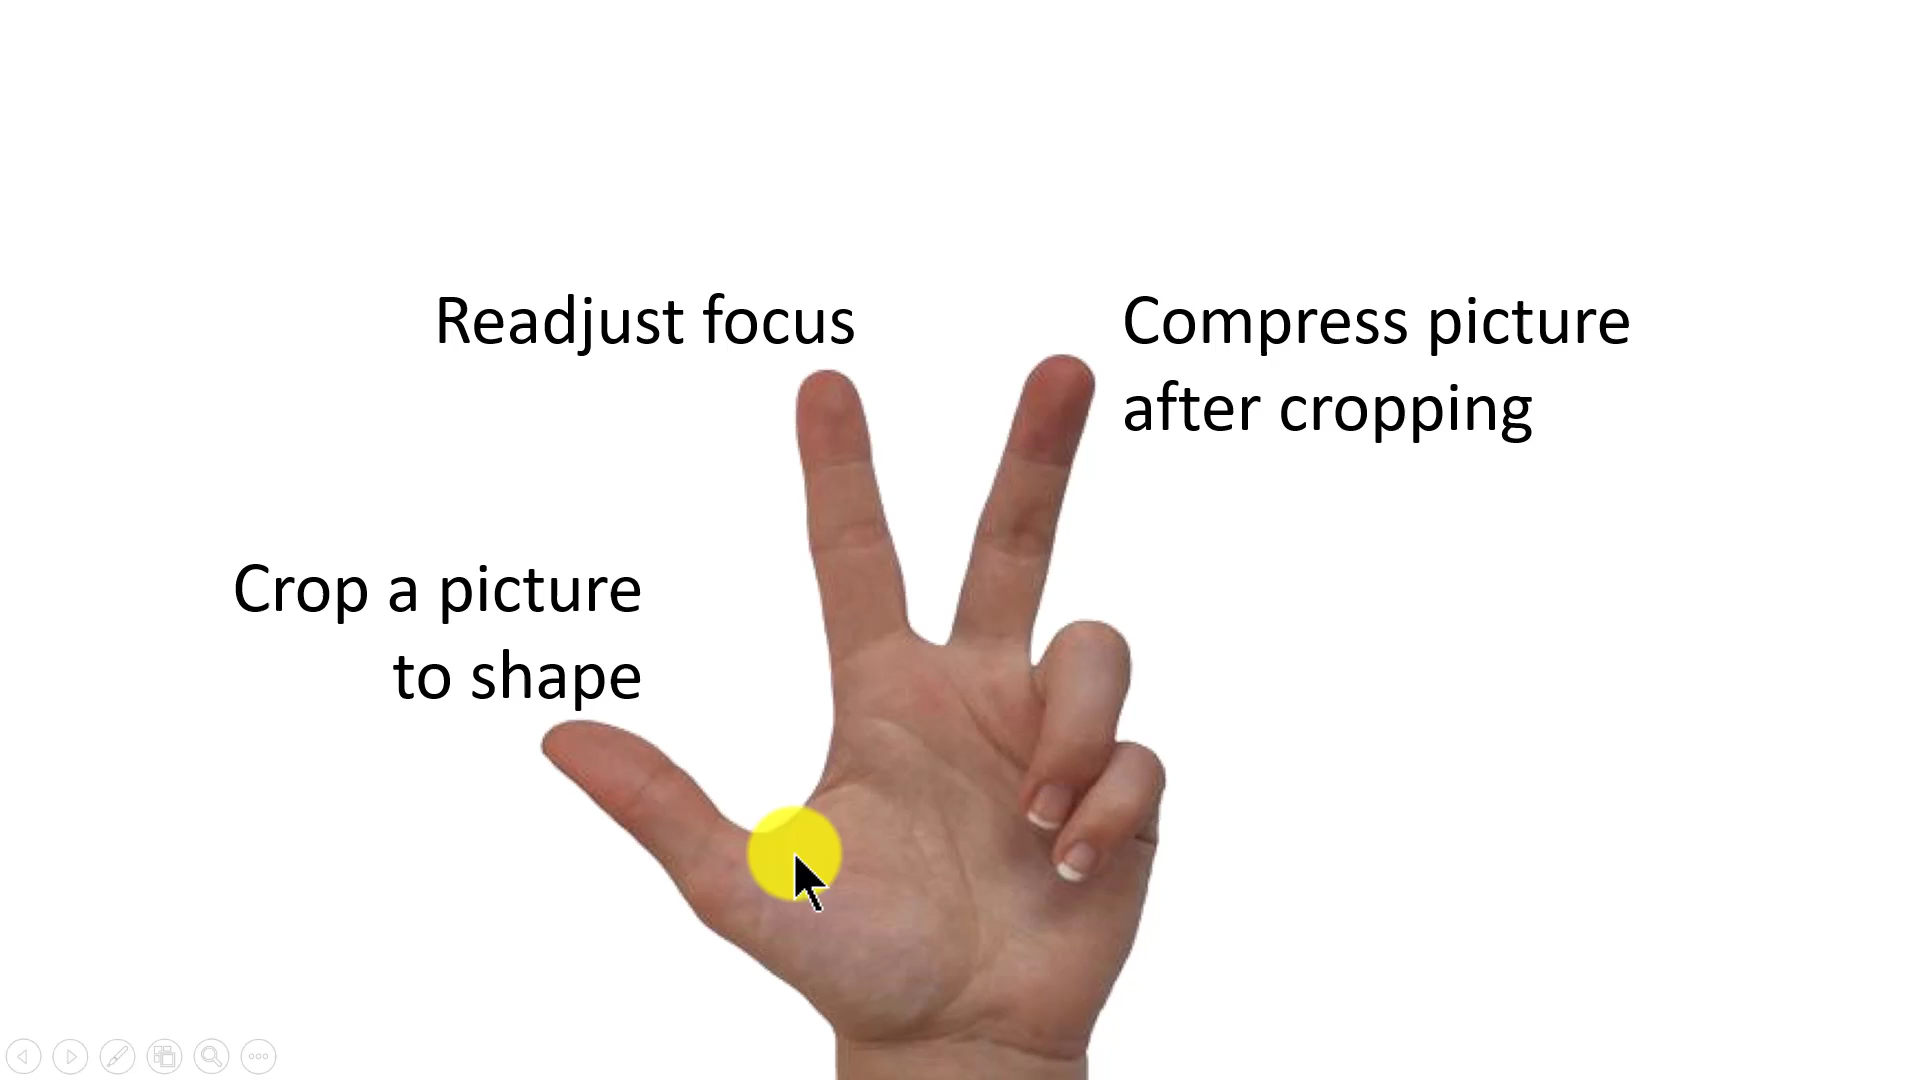 Readjust focus
Compress picture
after cropping
Crop a picture
to shape